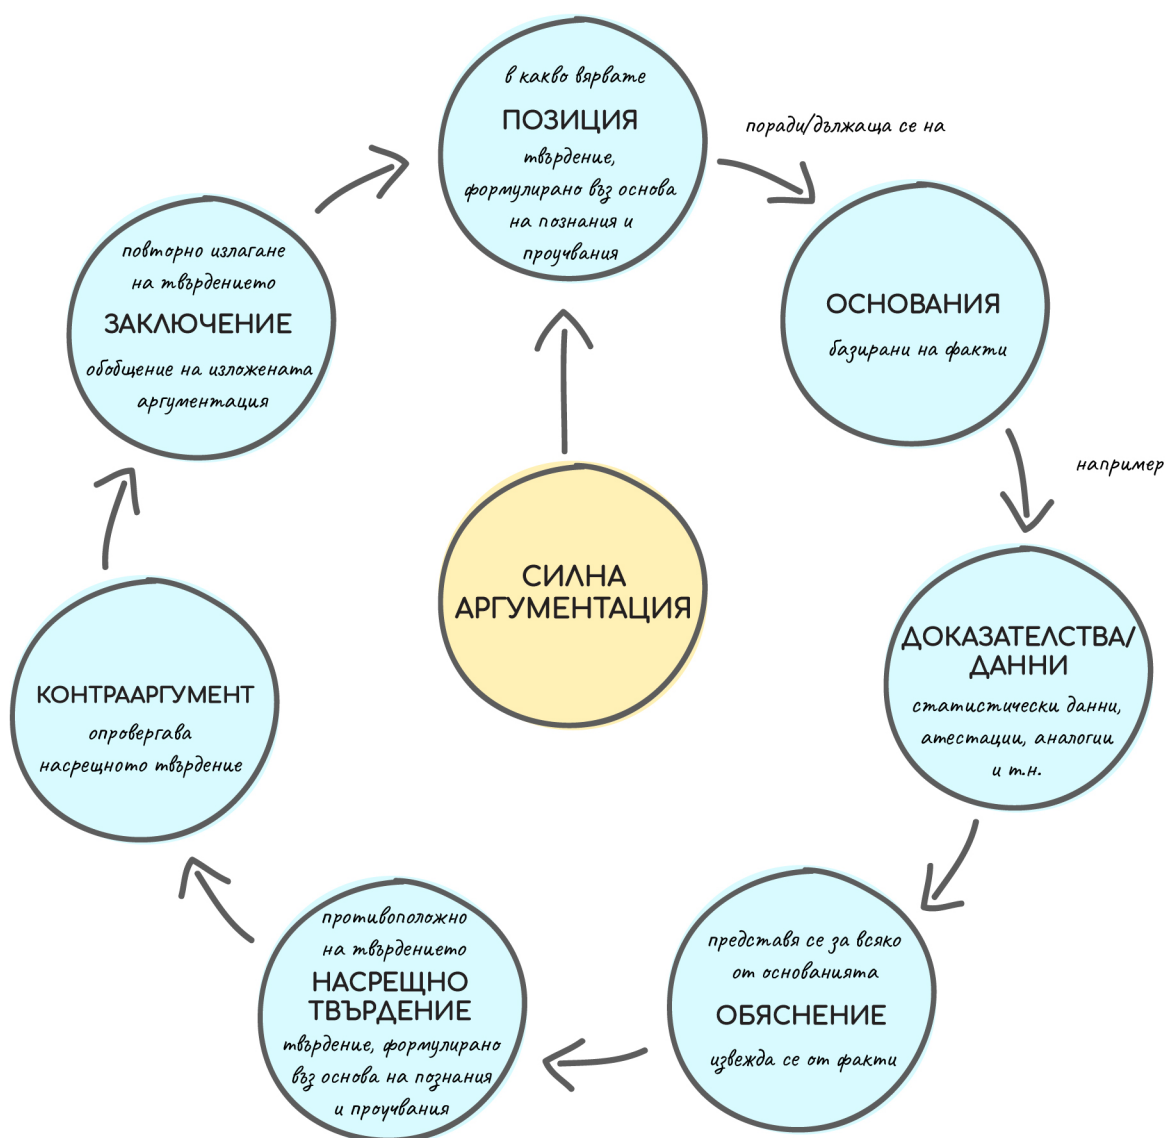 в какво вярвате
ПОЗИЦИЯ
твърдение,
формулирано въз основа
на познания и
проучвания
поради/дължаща се на
ОСНОВАНИЯ
базирани на факти
например
ДОКАЗАТЕЛСТВА/
ДАННИ
статистически данни,
атестации, аналогии
и т.н.
представя се за всяко
от основанията
ОБЯСНЕНИЕ
извежда се от факти
противоположно
на твърдението
НАСРЕЩНО
ТВЪРДЕНИЕ
твърдение, формулирано
въз основа на познания
и проучвания
КОНТРААРГУМЕНТ
опровергава
насрещното твърдение
повторно излагане
на твърдението
ЗАКЛЮЧЕНИЕ
обобщение на изложената
аргументация
СИЛНА
АРГУМЕНТАЦИЯ